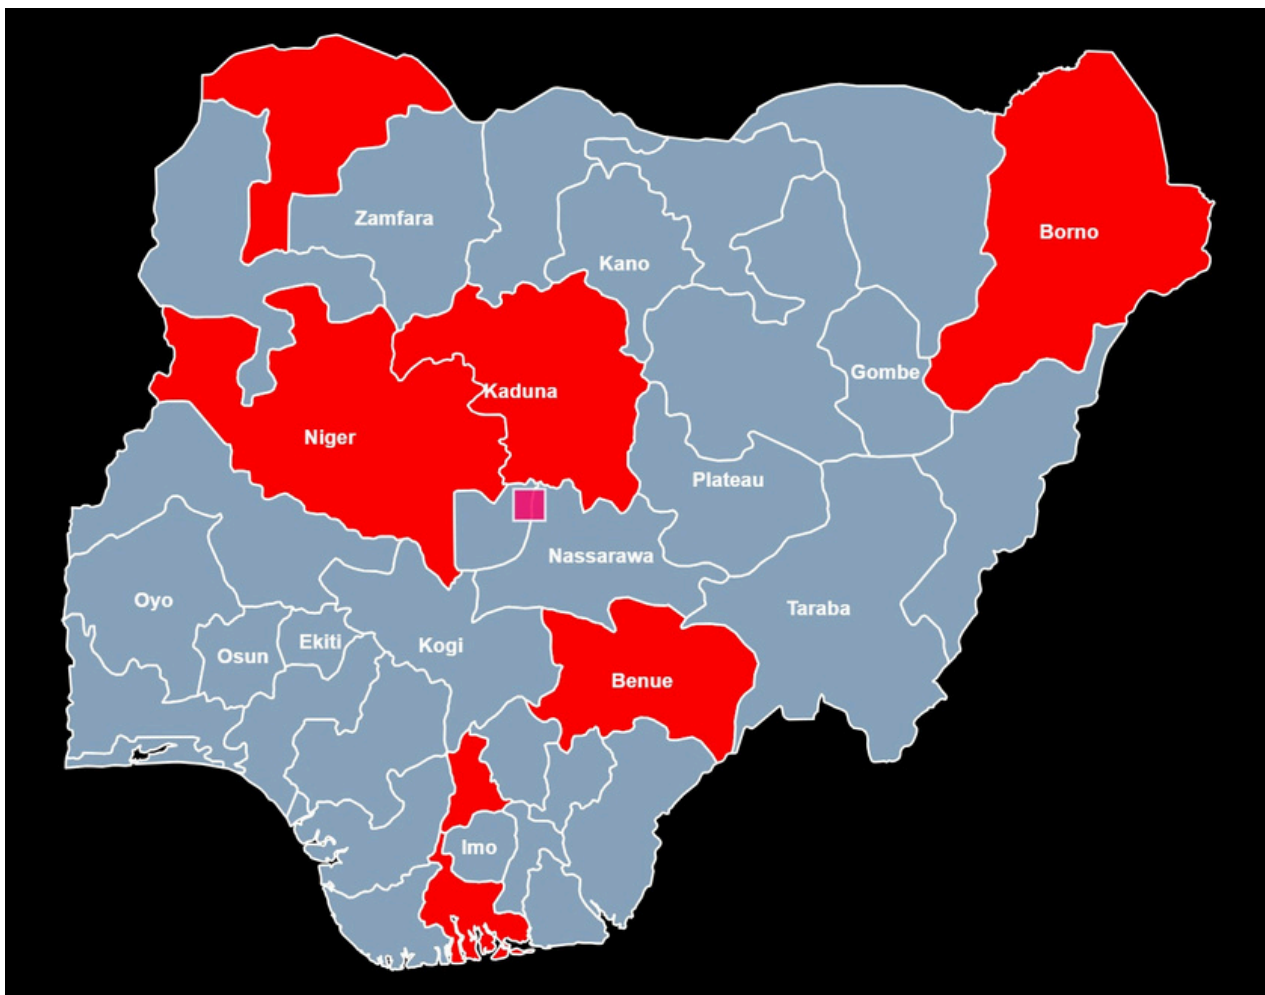 Zamfara
Borno
Kano
Gombe
Kaduna
Niger
Plateau
Nassarawa
Oyo
Taraba
Ekiti
Kogi
Osun
Benue
Imo